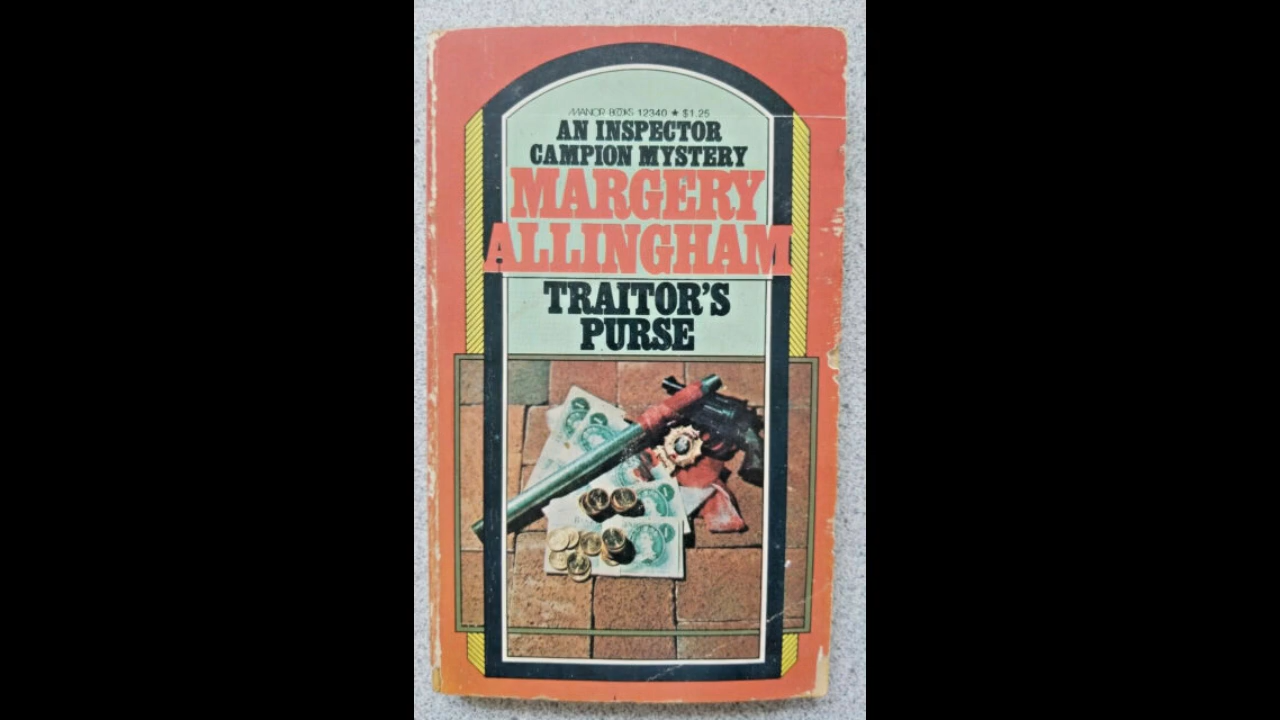 MANOR BOOKS 12340 ★ $1.25
AN INSPECTOR
CAMPION MYSTERY
MARGERY
ALLINGHAM
TRAITOR'S
PURSE